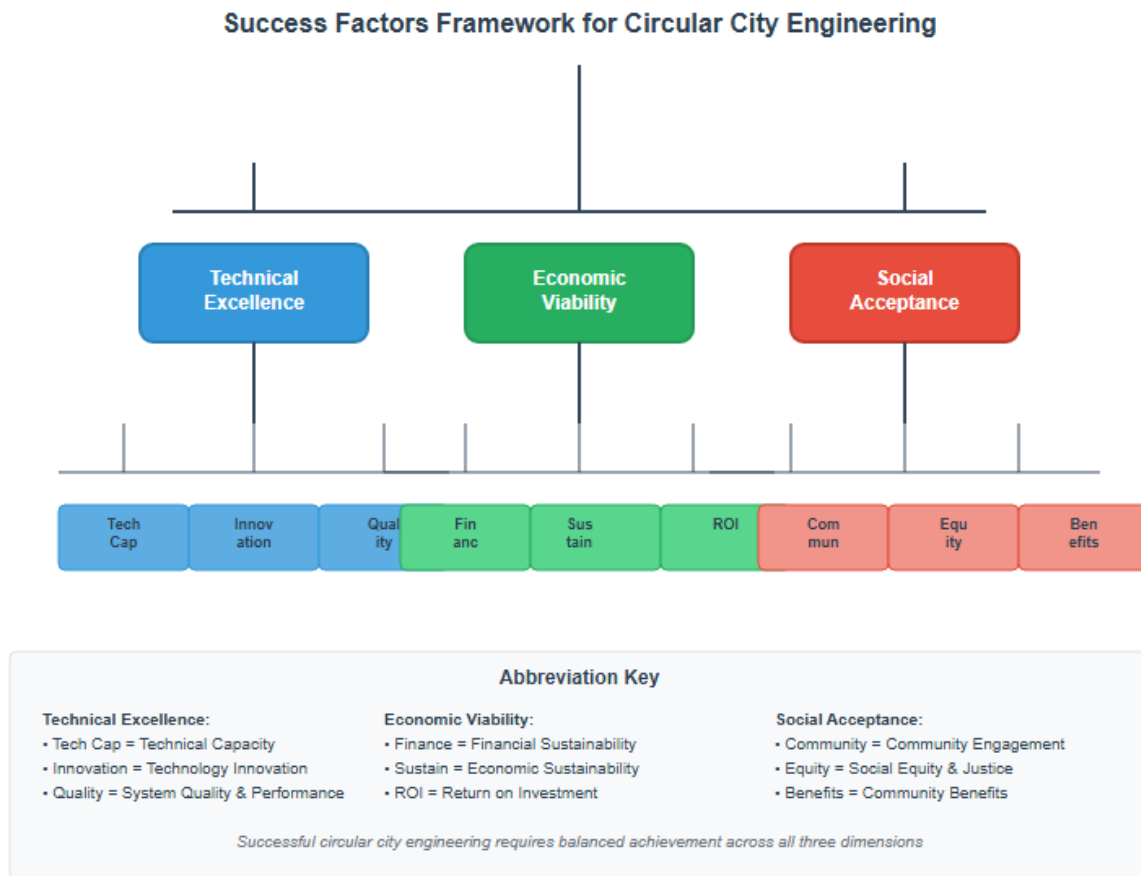 Success Factors Framework for Circular City Engineering
Technical
Excellence
Economic
Viability
Social
Acceptance
Tech
Cap
Innov
ation
Qual
ity
Fin
anc
Sus
tain
ROI
Com
mun
Equ
ity
Ben
efits
Abbreviation Key
Technical Excellence:
• Tech Cap = Technical Capacity
• Innovation = Technology Innovation
• Quality = System Quality & Performance
Economic Viability:
• Finance = Financial Sustainability
• Sustain = Economic Sustainability
• ROI = Return on Investment
Social Acceptance:
• Community = Community Engagement
• Equity = Social Equity & Justice
• Benefits = Community Benefits
Successful circular city engineering requires balanced achievement across all three dimensions